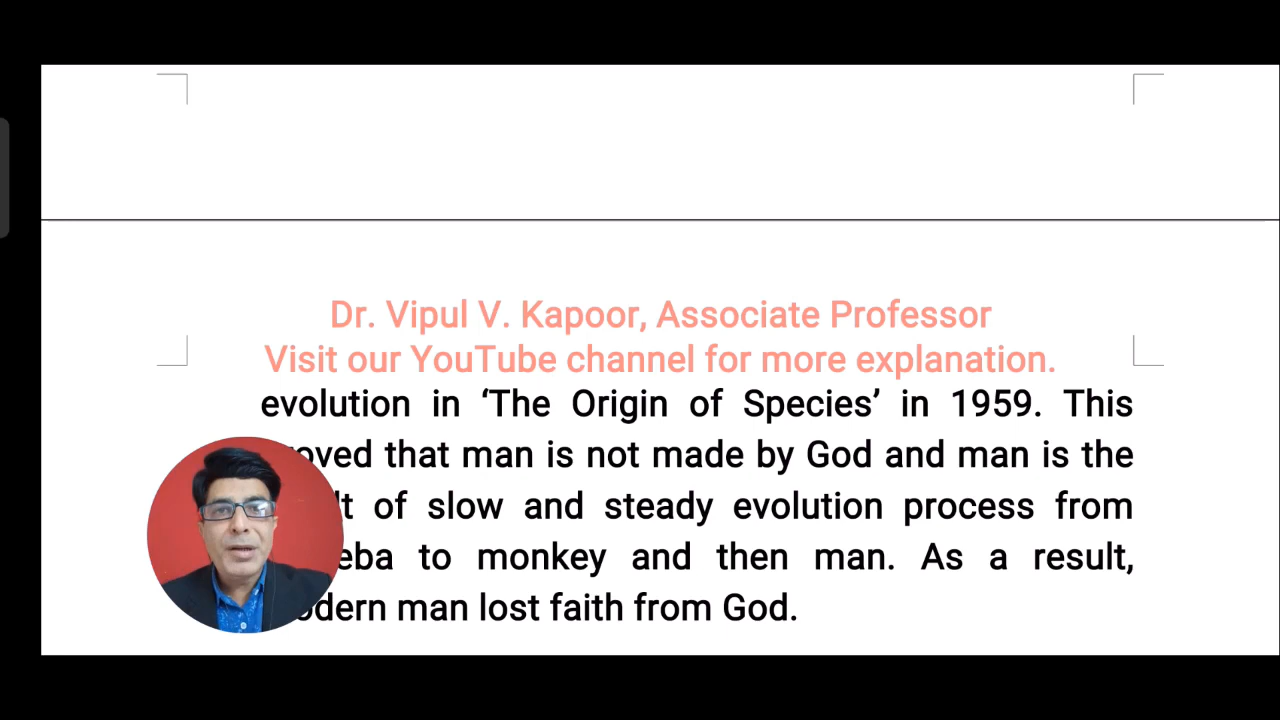 Dr. Vipul V. Kapoor, Associate Professor
Visit our YouTube channel for more explanation.
evolution in ‘The Origin of Species’ in 1959. This
that man is not made by God and man is the
of slow and steady evolution process from
to monkey and then man. As a result,
man lost faith from God.